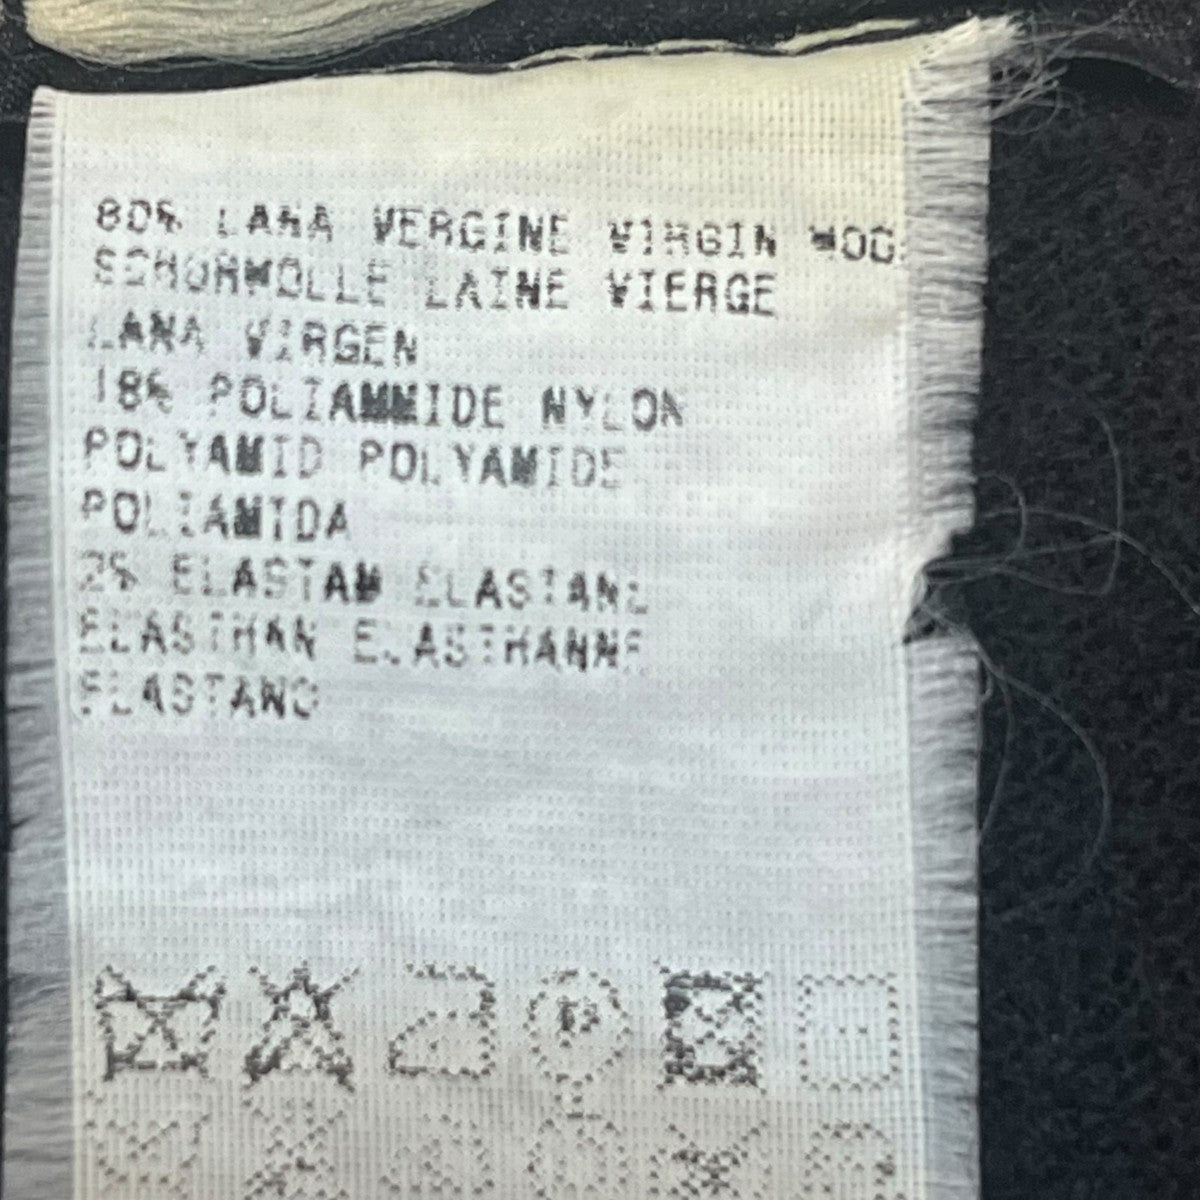 80% LANA VERGINE VIRGIN WOO
SCHURWOLLE LAINE VIERGE
LANA VIRGEN
18% POLIAMMIDE NYLON
POLYAMID POLYAMIDE
POLIAMIDA
2% ELASTAM ELASTANE
ELASTHAN ELASTHANNE
ELASTANO
P